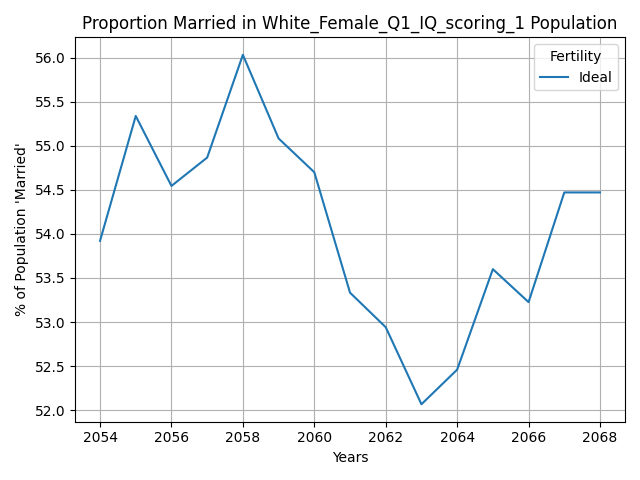 Proportion Married in White_Female_Q1_IQ_scoring_1 Population
Fertility
Ideal
% of Population 'Married'
56.0
55.5
55.0
54.5
54.0
53.5
53.0
52.5
52.0
2054 2056 2058 2060 2062 2064 2066 2068
Years